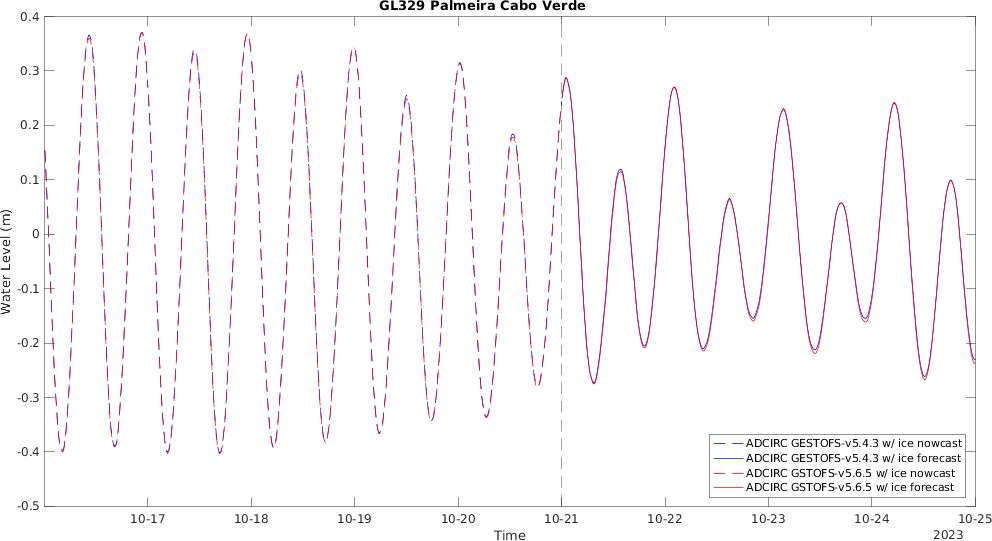 GL329 Palmeira Cabo Verde
0.4
0.3
0.2
0.1
0
-0.1
-0.2
-0.3
-0.4
-0.5
Water Level (m)
ADCIRC GESTOFS-v5.4.3 w/ ice nowcast
ADCIRC GESTOFS-v5.4.3 w/ ice forecast
ADCIRC GSTOFS-v5.6.5 w/ ice nowcast
ADCIRC GSTOFS-v5.6.5 w/ ice forecast
10-17 10-18 10-19 10-20 10-21 10-22 10-23 10-24 10-25
Time 2023